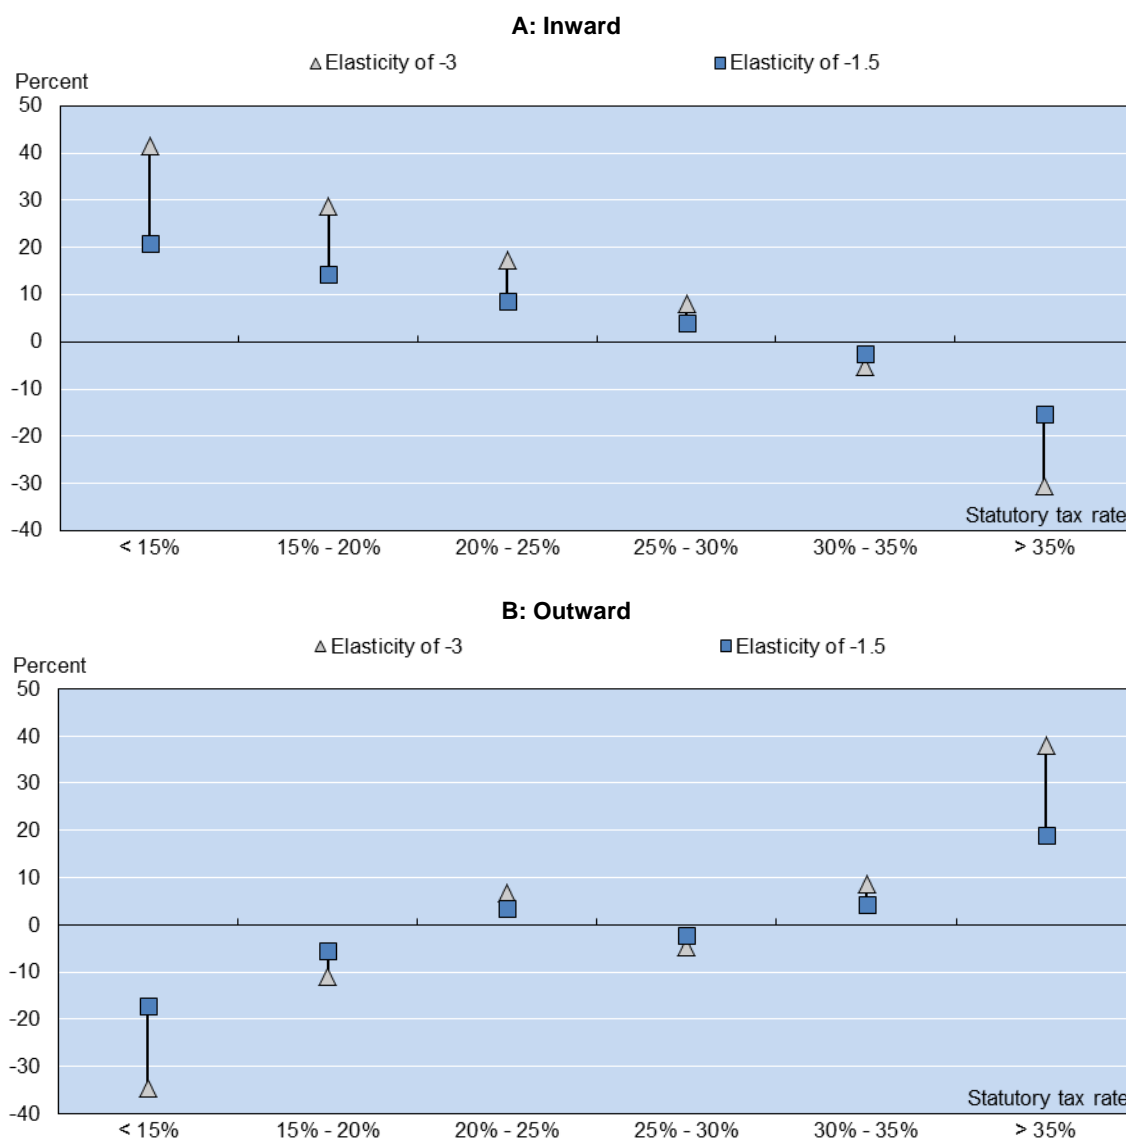 A: Inward
Elasticity of -3 Elasticity of -1.5
Percent
50
40
30
20
10
0
-10
-20
-30
-40
Statutory tax rate
< 15% 15% - 20% 20% - 25% 25% - 30% 30% - 35% > 35%
B: Outward
Elasticity of -3 Elasticity of -1.5
Percent
50
40
30
20
10
0
-10
-20
-30
-40
Statutory tax rate
< 15% 15% - 20% 20% - 25% 25% - 30% 30% - 35% > 35%